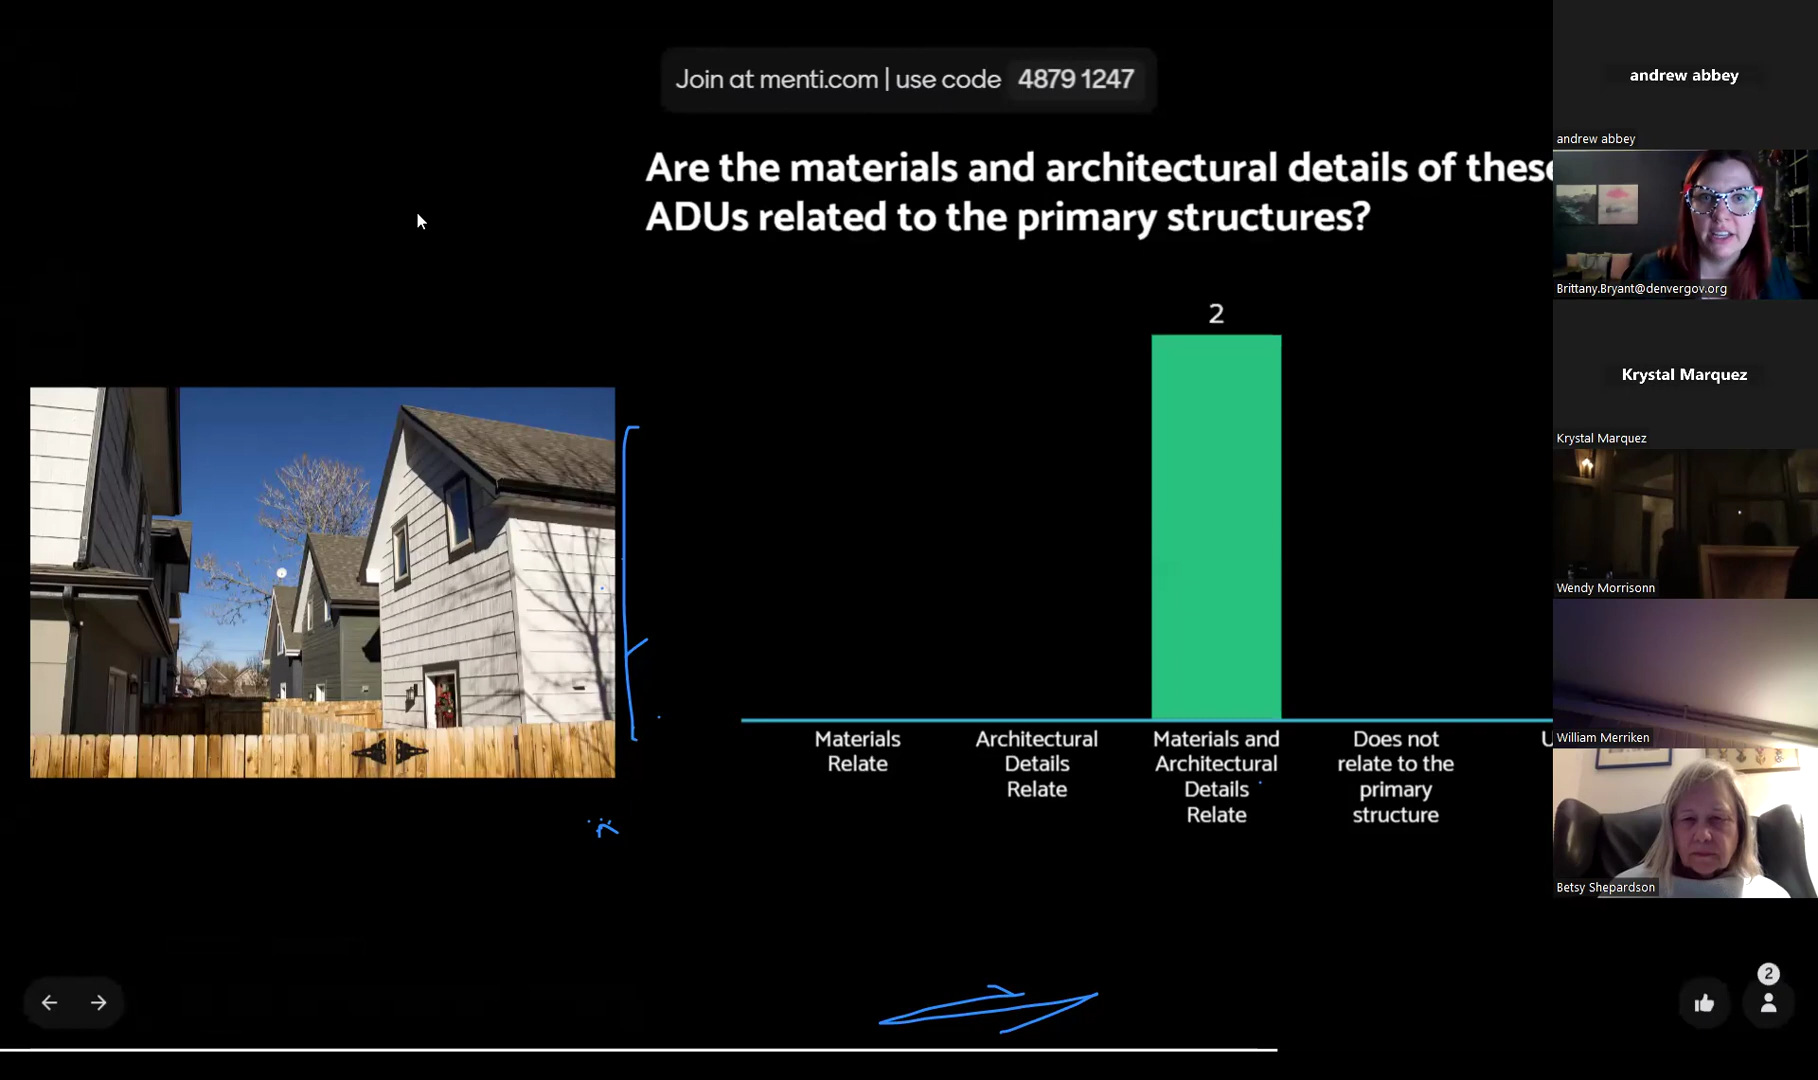 Join at menti.com | use code 4879 1247
Are the materials and architectural details of these
ADUs related to the primary structures?
2
Materials
Relate
Architectural
Details
Relate
Materials and
Architectural
Details
Relate
Does not
relate to the
primary
structure
U
andrew abbey
andrew abbey
Brittany.Bryant@denvergov.org
Krystal Marquez
Krystal Marquez
Wendy Morrisonn
William Merriken
Betsy Shepardson
2